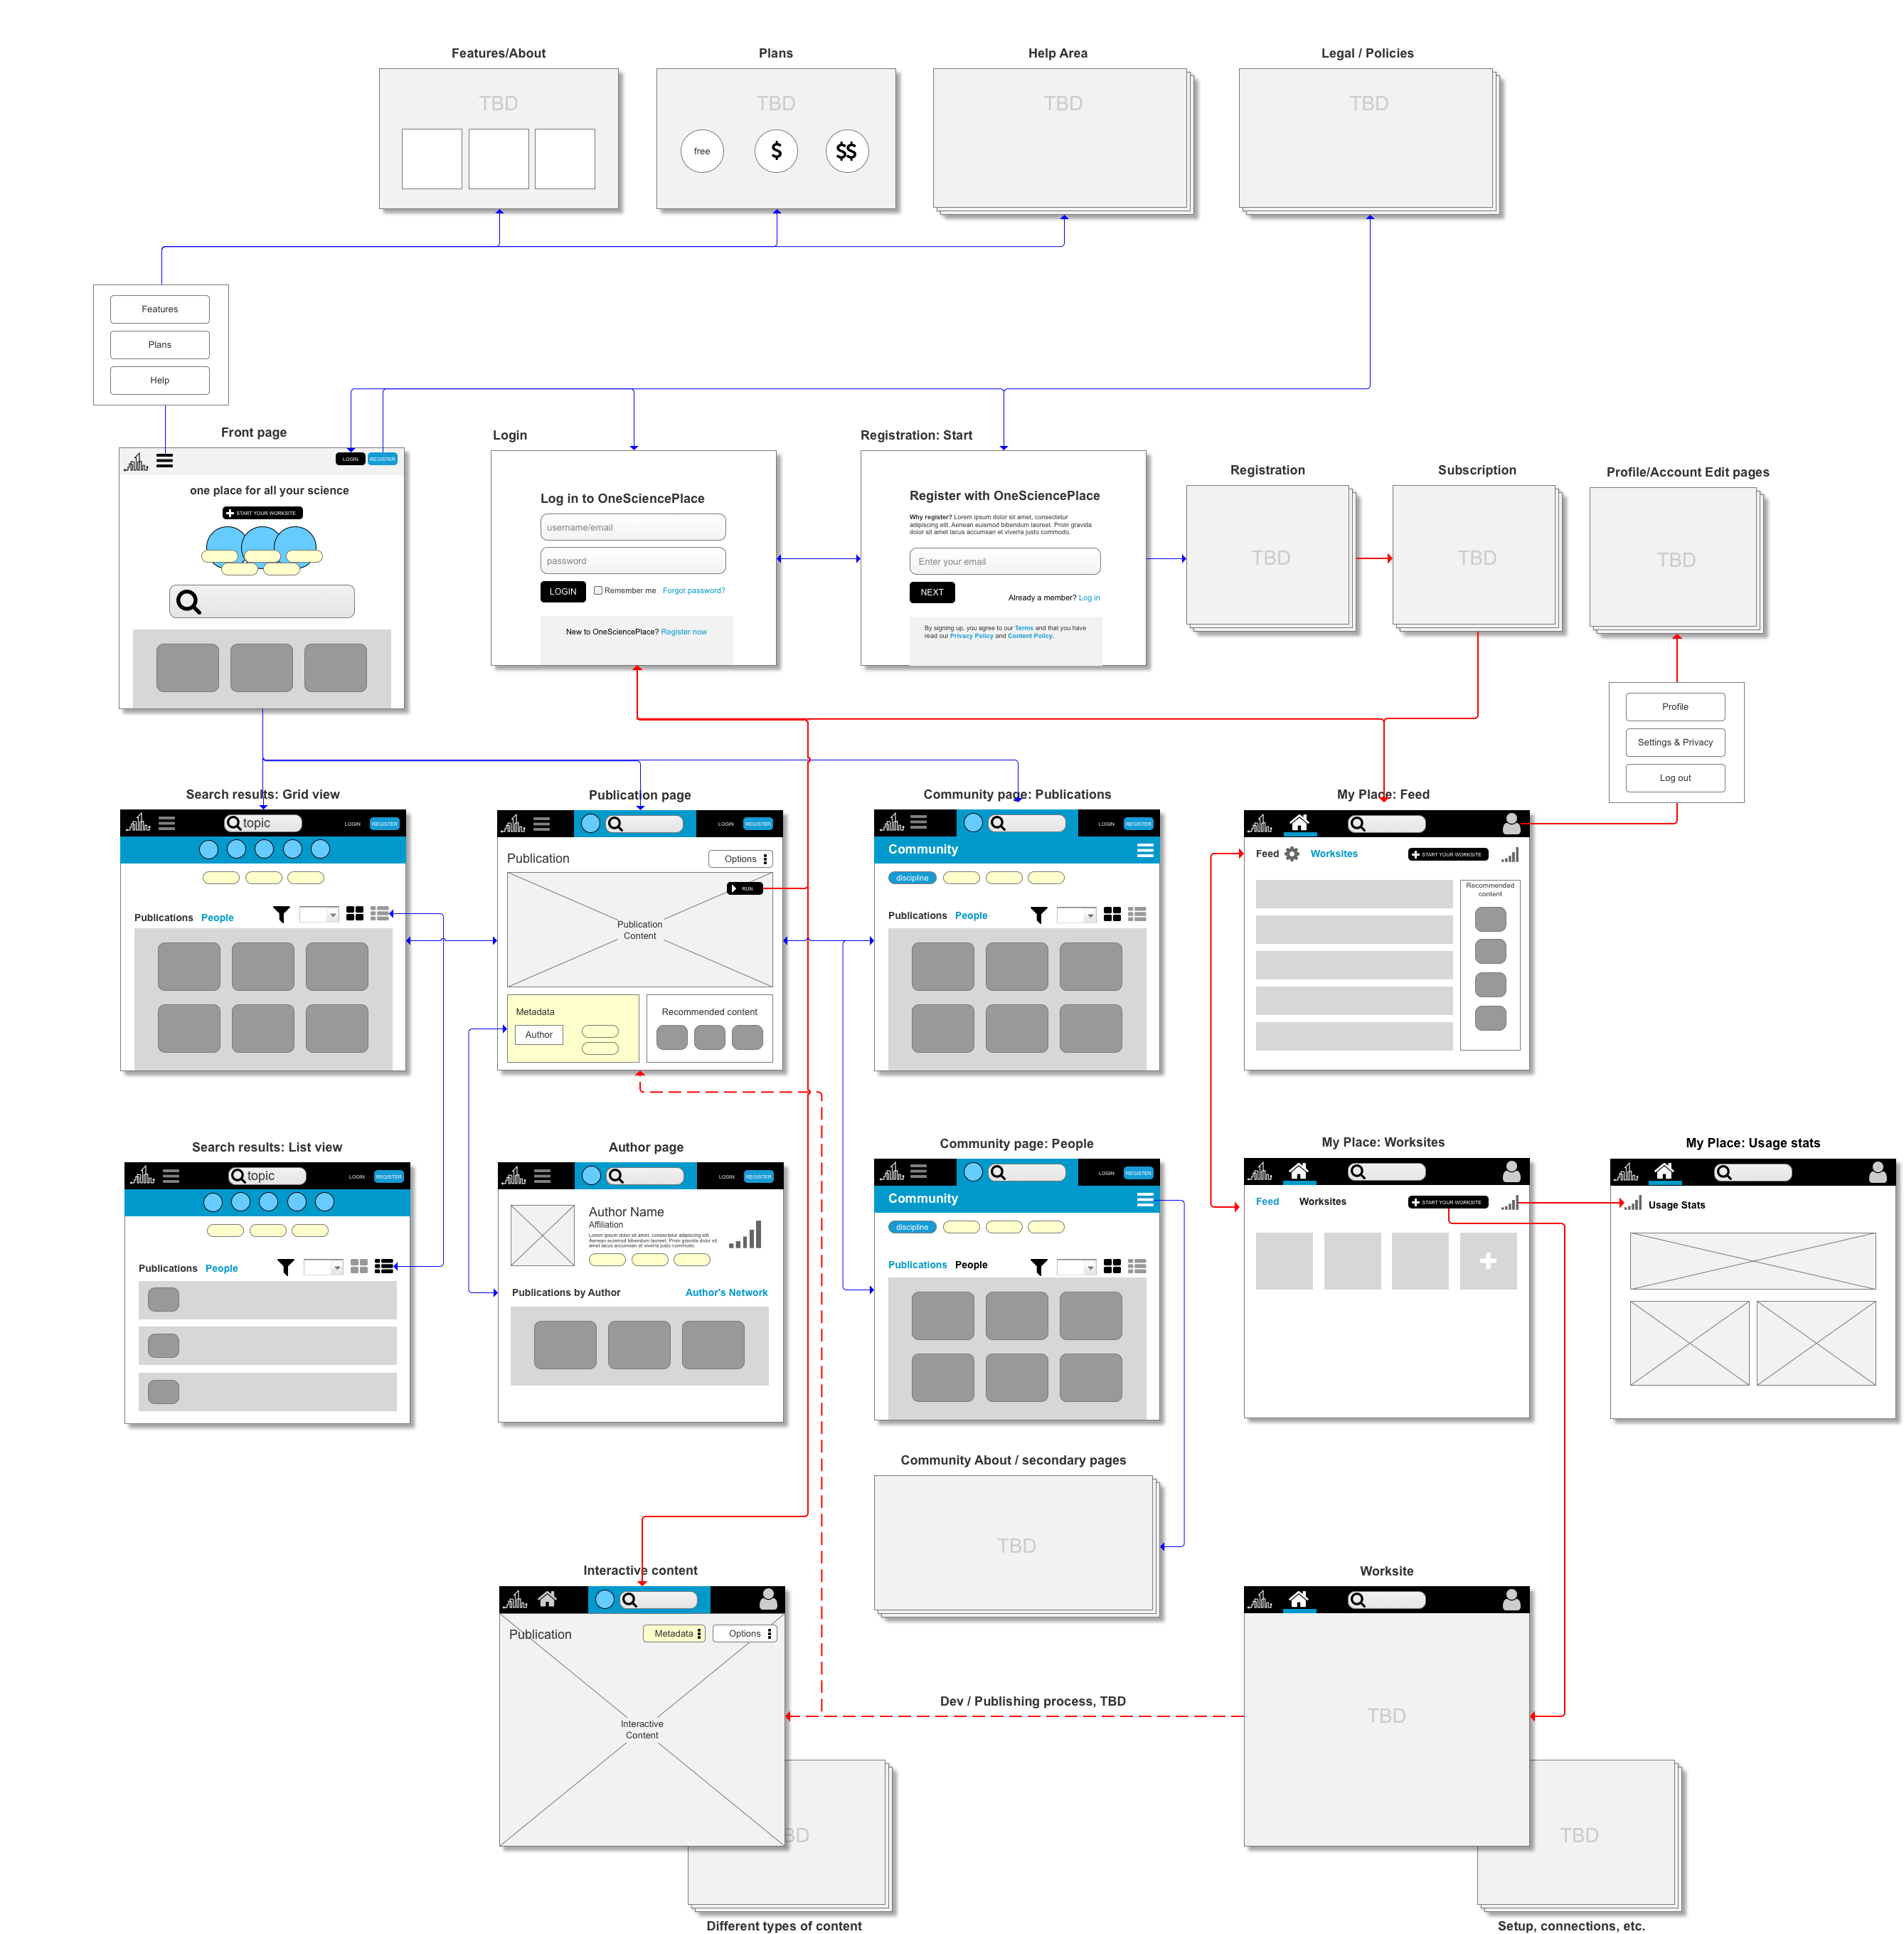 Features/About
Plans
Help Area
Legal / Policies
TBD
TBD
free
$
$$
TBD
TBD
Features
Plans
Help
Front page
LOGIN
REGISTER
one place for all your science
START YOUR WORKSITE
Login
Log in to OneSciencePlace
username/email
password
LOGIN
Remember me
Forgot password?
New to OneSciencePlace? Register now
Registration: Start
Register with OneSciencePlace
Why register? Lorem ipsum dolor sit amet, consectetur
adipiscing elit. Aenean euismod bibendum laoreet. Proin gravida
dolor sit amet lacus accumsan et viverra justo commodo.
Enter your email
NEXT
Already a member? Log in
By signing up, you agree to our Terms and that you have
read our Privacy Policy and Content Policy.
Registration
TBD
Subscription
TBD
Profile/Account Edit pages
TBD
Profile
Settings & Privacy
Log out
Search results: Grid view
topic
LOGIN
REGISTER
Publications
People
Publication page
LOGIN
REGISTER
Publication
Options
RUN
Publication
Content
Metadata
Author
Recommended content
Community page: Publications
LOGIN
REGISTER
Community
discipline
Publications
People
My Place: Feed
Feed
Worksites
START YOUR WORKSITE
Recommended
content
Search results: List view
topic
LOGIN
REGISTER
Publications
People
Author page
LOGIN
REGISTER
Author Name
Affiliation
Lorem ipsum dolor sit amet, consectetur adipiscing elit.
Aenean euismod bibendum laoreet. Proin gravida dolor sit
amet lacus accumsan et viverra justo commodo.
Publications by Author
Author's Network
Community page: People
LOGIN
REGISTER
Community
discipline
Publications
People
My Place: Worksites
Feed
Worksites
START YOUR WORKSITE
My Place: Usage stats
Usage Stats
Community About / secondary pages
TBD
Interactive content
Publication
Metadata
Options
Interactive
Content
Dev / Publishing process, TBD
Worksite
TBD
BD
Different types of content
TBD
Setup, connections, etc.